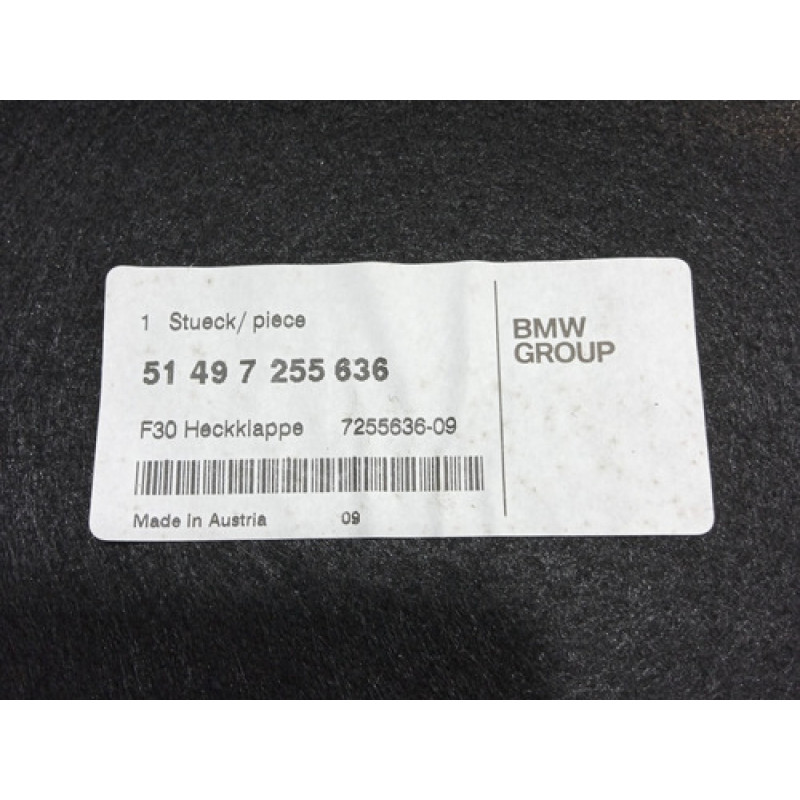 1 Stueck/ piece
51 49 7 255 636
F30 Heckklappe 7255636-09
Made in Austria 09
BMW
GROUP